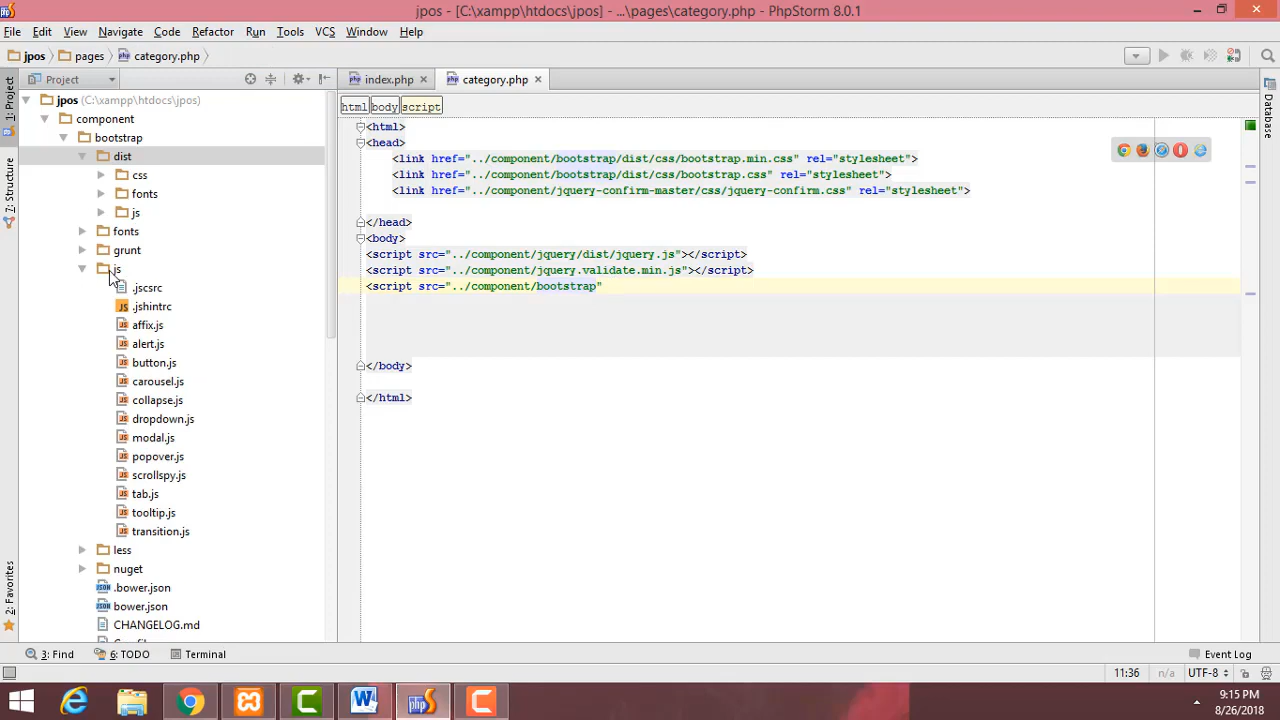 jpos - [C:\xampp\htdocs\jpos] - ...\pages\category.php - PhpStorm 8.0.1
File Edit View Navigate Code Refactor Run Tools VCS Window Help
jpos pages category.php
Project index.php category.php
1: Project
2: Structure
2: Favorites
Database
jpos (C:\xampp\htdocs\jpos)
component
bootstrap
dist
css
fonts
js
fonts
grunt
js
.jscsrc
.jshintrc
affix.js
alert.js
button.js
carousel.js
collapse.js
dropdown.js
modal.js
popover.js
scrollspy.js
tab.js
tooltip.js
transition.js
less
nuget
.bower.json
bower.json
CHANGELOG.md
html body script
<html>
<head>
<link href="../component/bootstrap/dist/css/bootstrap.min.css" rel="stylesheet">
<link href="../component/bootstrap/dist/css/bootstrap.css" rel="stylesheet">
<link href="../component/jquery-confirm-master/css/jquery-confirm.css" rel="stylesheet">
</head>
<body>
<script src="../component/jquery/dist/jquery.js"></script>
<script src="../component/jquery.validate.min.js"></script>
<script src="../component/bootstrap"
</body>
</html>
3: Find 6: TODO Terminal Event Log
11:36 n/a UTF-8
9:15 PM
8/26/2018